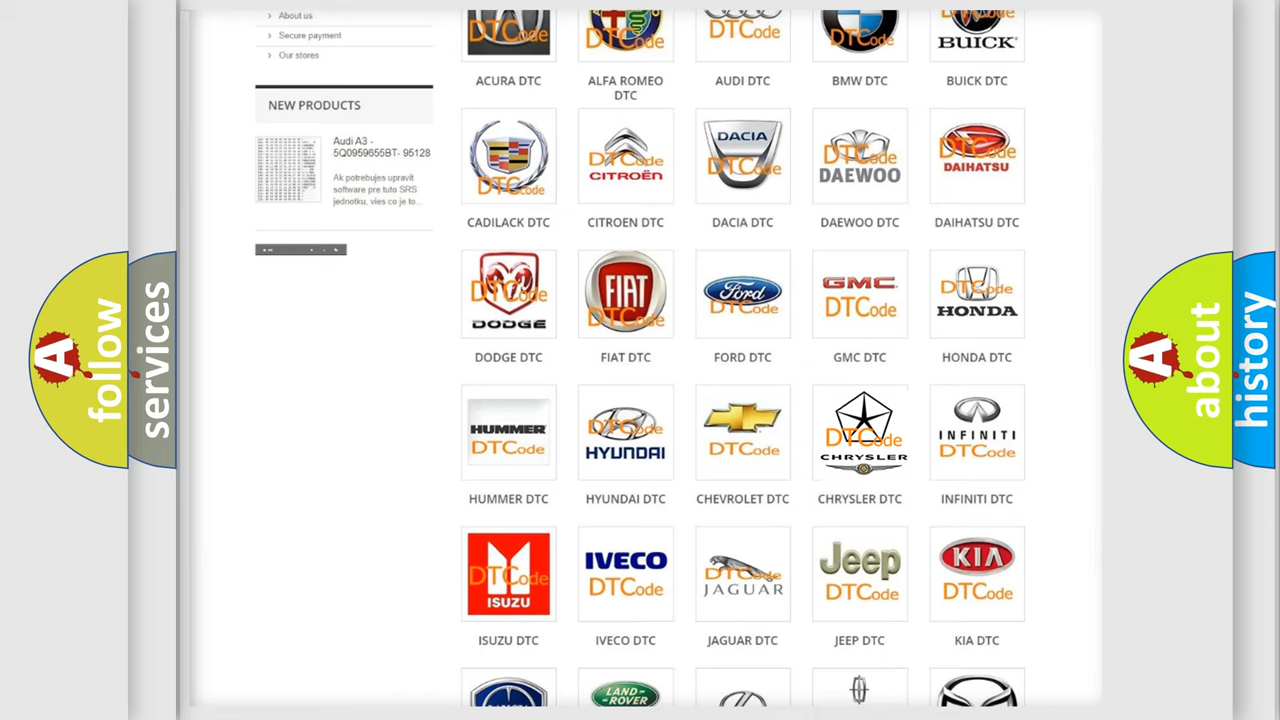 About us
Secure payment
Our stores
NEW PRODUCTS
Audi A3 -
5Q0959655BT- 95128
Ak potrebujes upravit
software pre tuto SRS
jednotku, vies co je to...
DTCode
DTCode
DTCode
DTCode
BUICK
ACURA DTC
ALFA ROMEO
DTC
AUDI DTC
BMW DTC
BUICK DTC
DTCode
DTCode
CITROËN
DACIA
DTCode
DTCode
DAEWOO
DTCode
DAIHATSU
CADILACK DTC
CITROEN DTC
DACIA DTC
DAEWOO DTC
DAIHATSU DTC
DTCode
DODGE
FIAT
DTCode
Ford
DTCode
GMC
DTCode
DTCode
HONDA
DODGE DTC
FIAT DTC
FORD DTC
GMC DTC
HONDA DTC
HUMMER
DTCode
DTCode
HYUNDAI
DTCode
DTCode
CHRYSLER
INFINITI
DTCode
HUMMER DTC
HYUNDAI DTC
CHEVROLET DTC
CHRYSLER DTC
INFINITI DTC
DTCode
ISUZU
IVECO
DTCode
DTCode
JAGUAR
Jeep
DTCode
KIA
DTCode
ISUZU DTC
IVECO DTC
JAGUAR DTC
JEEP DTC
KIA DTC
LAND-
ROVER
A
follow
services
A
about
history